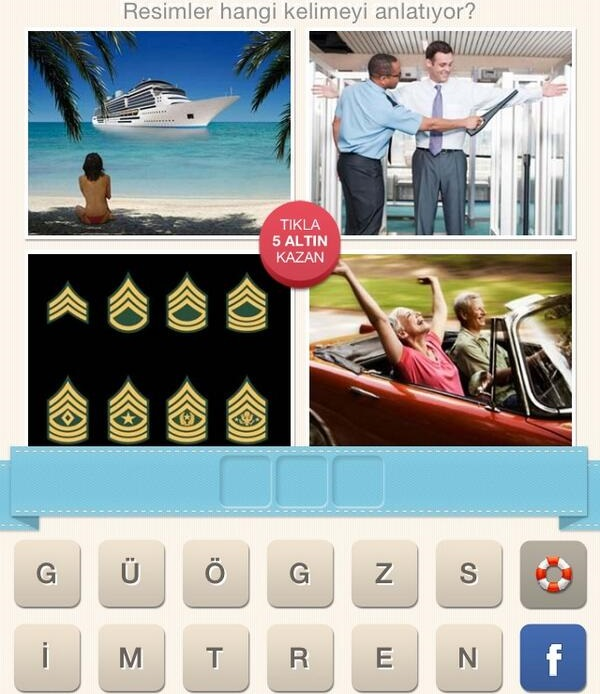 Resimler hangi kelimeyi anlatıyor?
TIKLA
5 ALTIN
KAZAN
G Ü Ö G Z S
İ M T R E N f